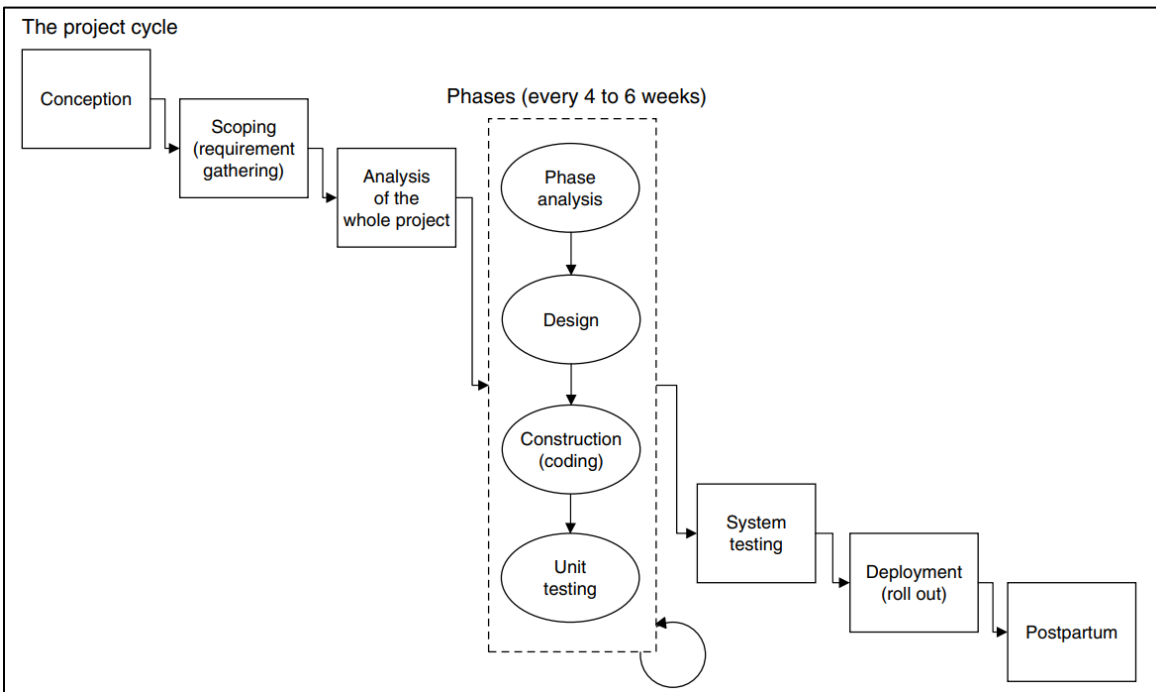 The project cycle
Conception
Scoping
(requirement
gathering)
Analysis
of the
whole project
Phases (every 4 to 6 weeks)
Phase
analysis
Design
Construction
(coding)
Unit
testing
System
testing
Deployment
(roll out)
Postpartum